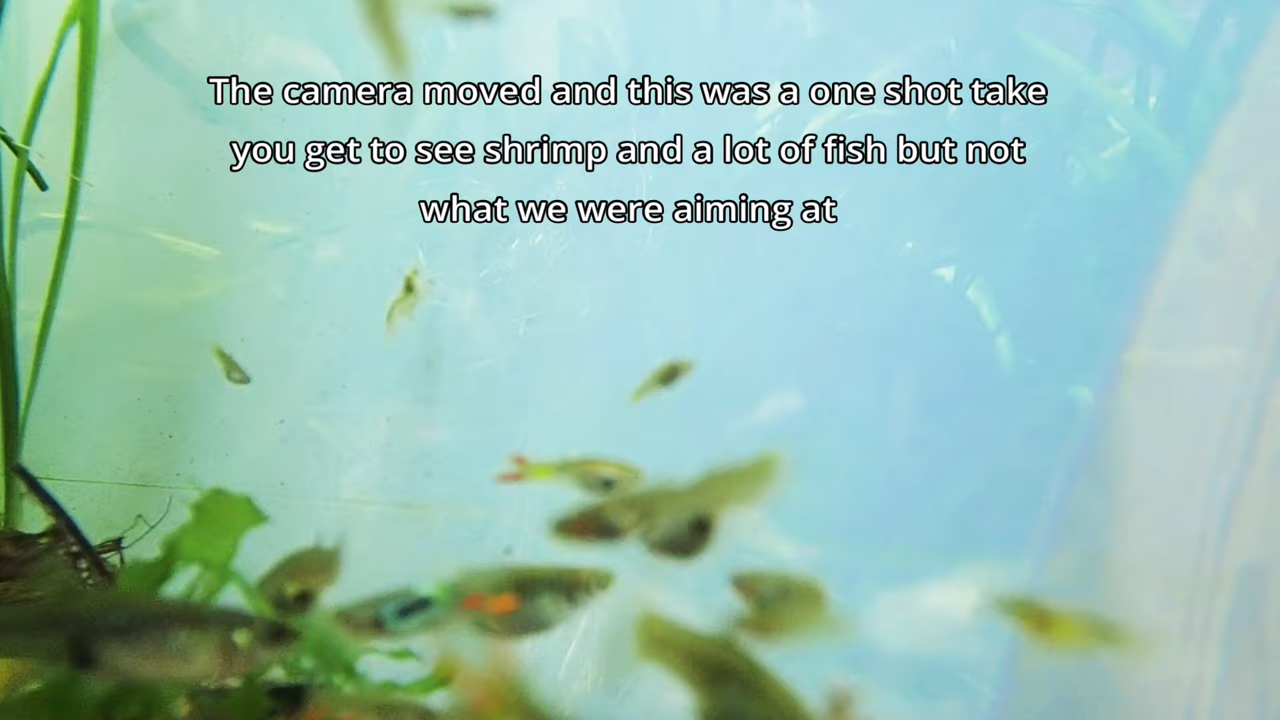 The camera moved and this was a one shot take
you get to see shrimp and a lot of fish but not
what we were aiming at